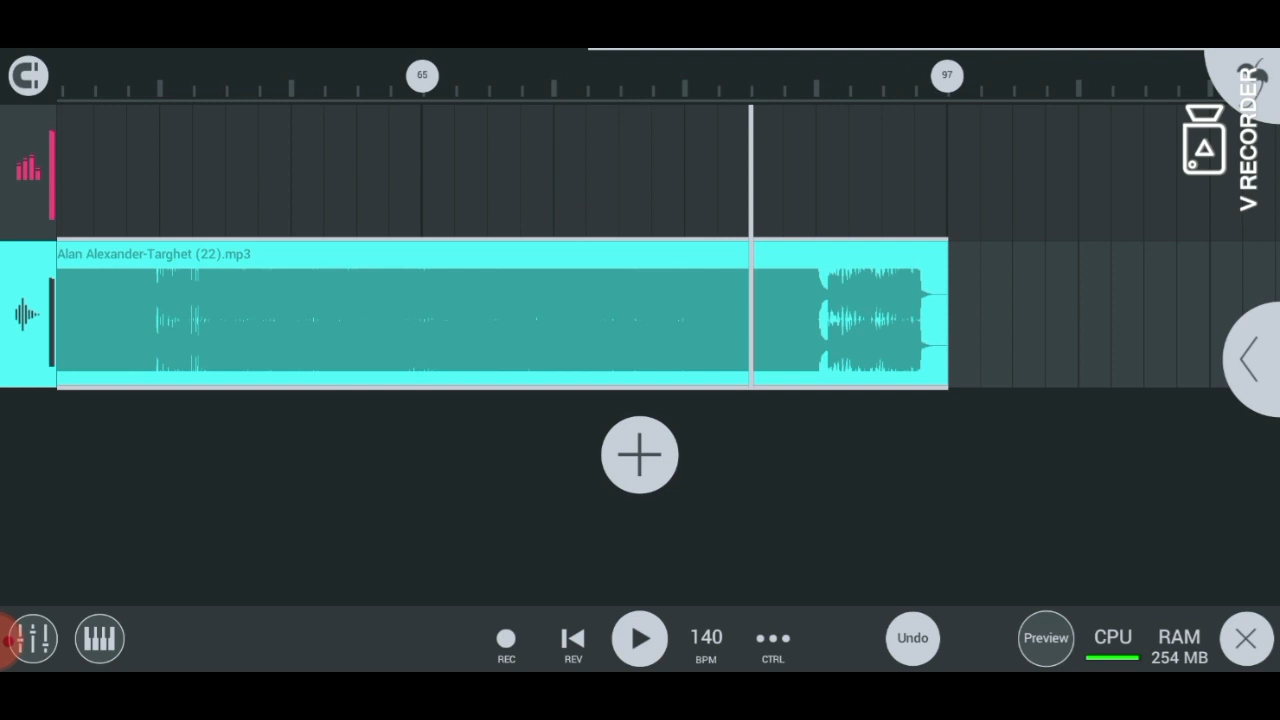 65
97
V RECORDER
Alan Alexander-Targhet (22).mp3
REC
REV
140
BPM
CTRL
Undo
Preview
CPU
RAM
254 MB